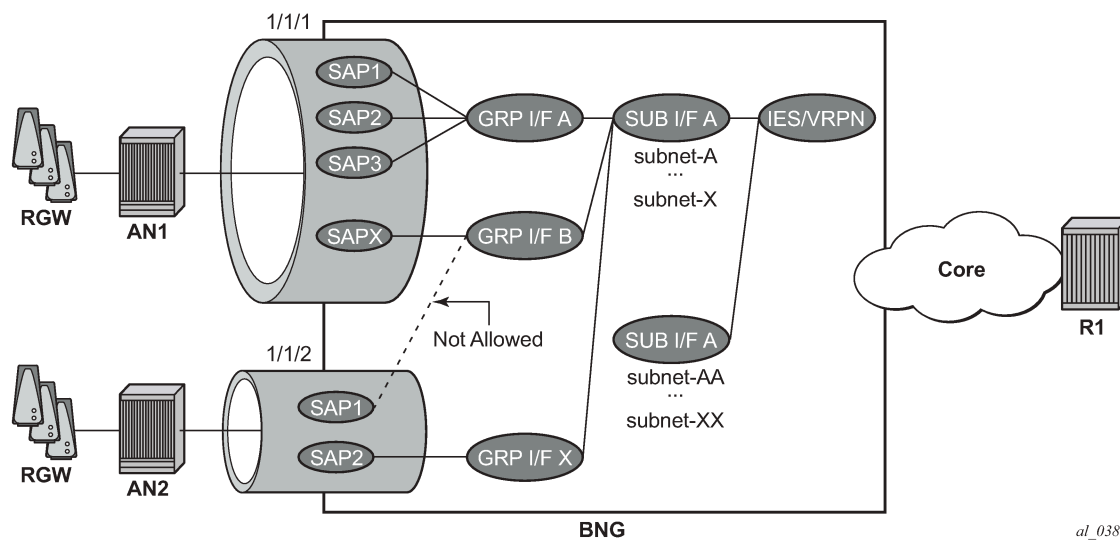 1/1/1
SAP1
SAP2
SAP3
SAPX
GRP I/F A
SUB I/F A
IES/VRPN
subnet-A
...
subnet-X
GRP I/F B
RGW
AN1
Core
R1
Not Allowed
1/1/2
SUB I/F A
subnet-AA
...
subnet-XX
SAP1
SAP2
GRP I/F X
RGW
AN2
BNG
al_038